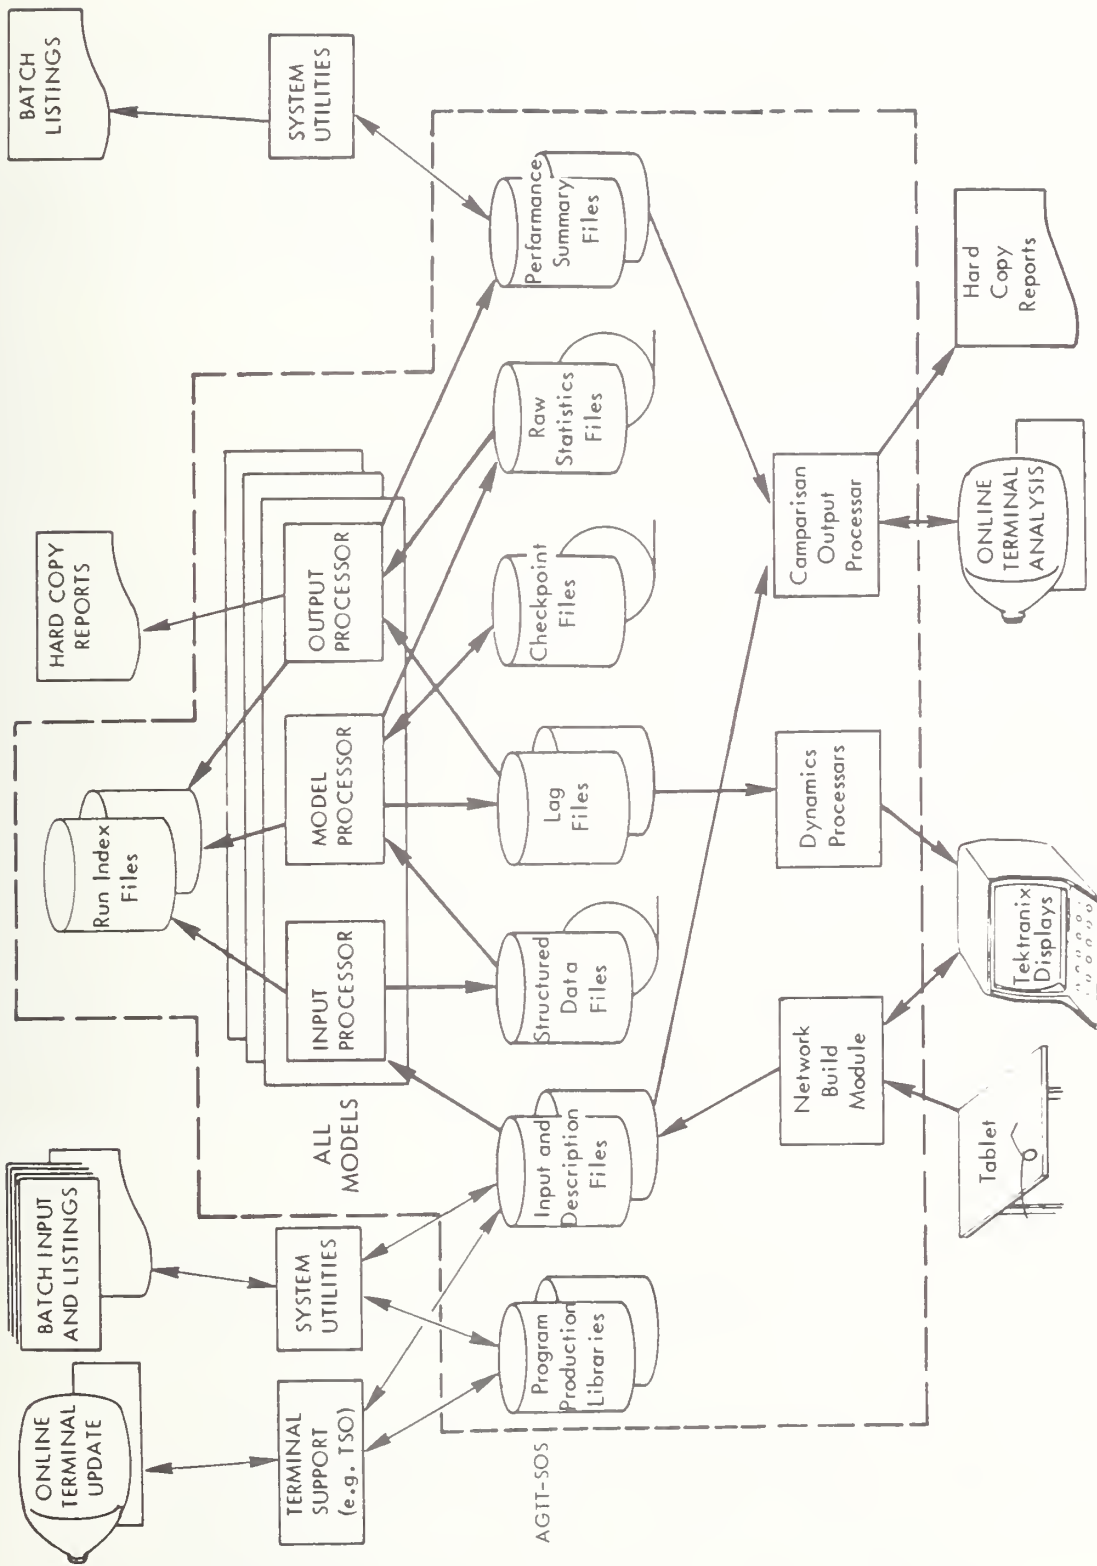 ONLINE
TERMINAL
UPDATE
BATCH INPUT
AND LISTINGS
Run Index
Files
HARD COPY
REPORTS
BATCH
LISTINGS
TERMINAL
SUPPORT
(e.g. TSO)
SYSTEM
UTILITIES
ALL
MODELS
INPUT
PROCESSOR
MODEL
PROCESSOR
OUTPUT
PROCESSOR
SYSTEM
UTILITIES
AGTT-SOS
Program
Production
Libraries
Input and
Description
Files
Structured
Data
Files
Lag
Files
Checkpoint
Files
Raw
Statistics
Files
Perfarmance
Summary
Files
Network
Build
Module
Dynamics
Processars
Camparisan
Output
Processar
Tablet
Tektranix
Displays
ONLINE
TERMINAL
ANALYSIS
Hard
Copy
Reports